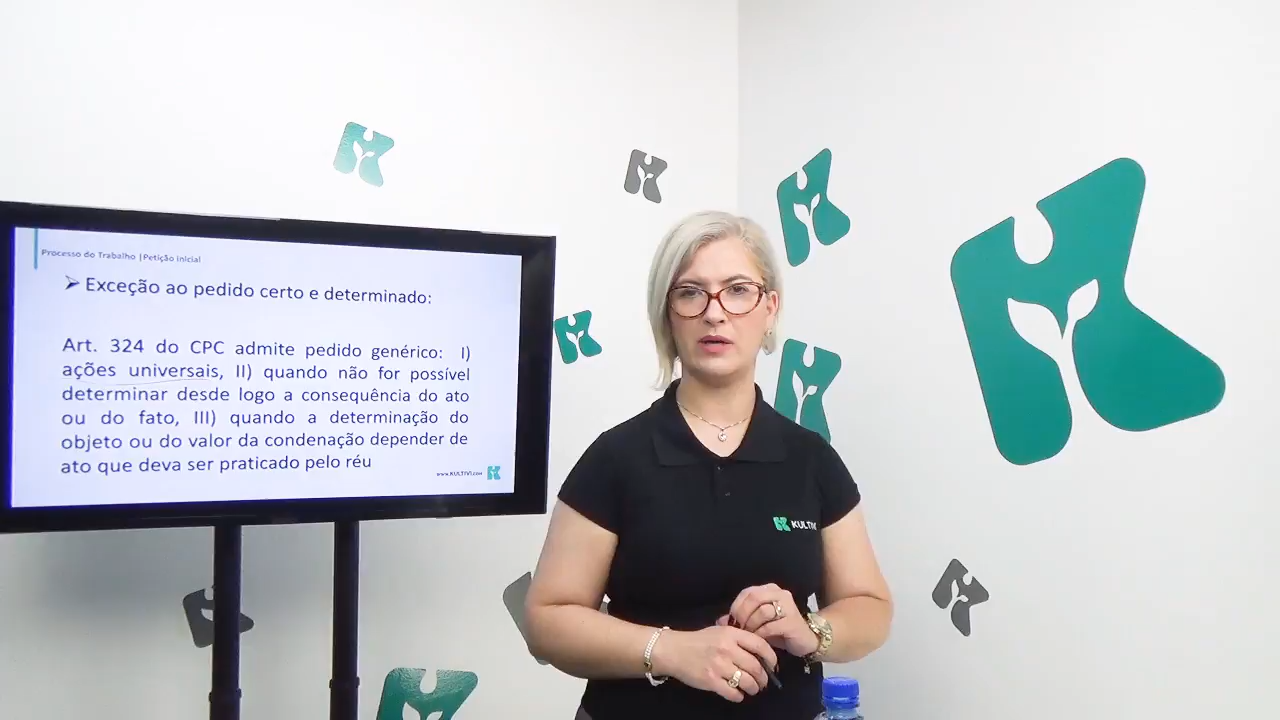 Processo do Trabalho |Petição inicial
➢ Exceção ao pedido certo e determinado:
Art. 324 do CPC admite pedido genérico: I)
ações universais, II) quando não for possível
determinar desde logo a consequência do ato
ou do fato, III) quando a determinação do
objeto ou do valor da condenação depender de
ato que deva ser praticado pelo réu
www.KULTIVI.com
KULTIVI